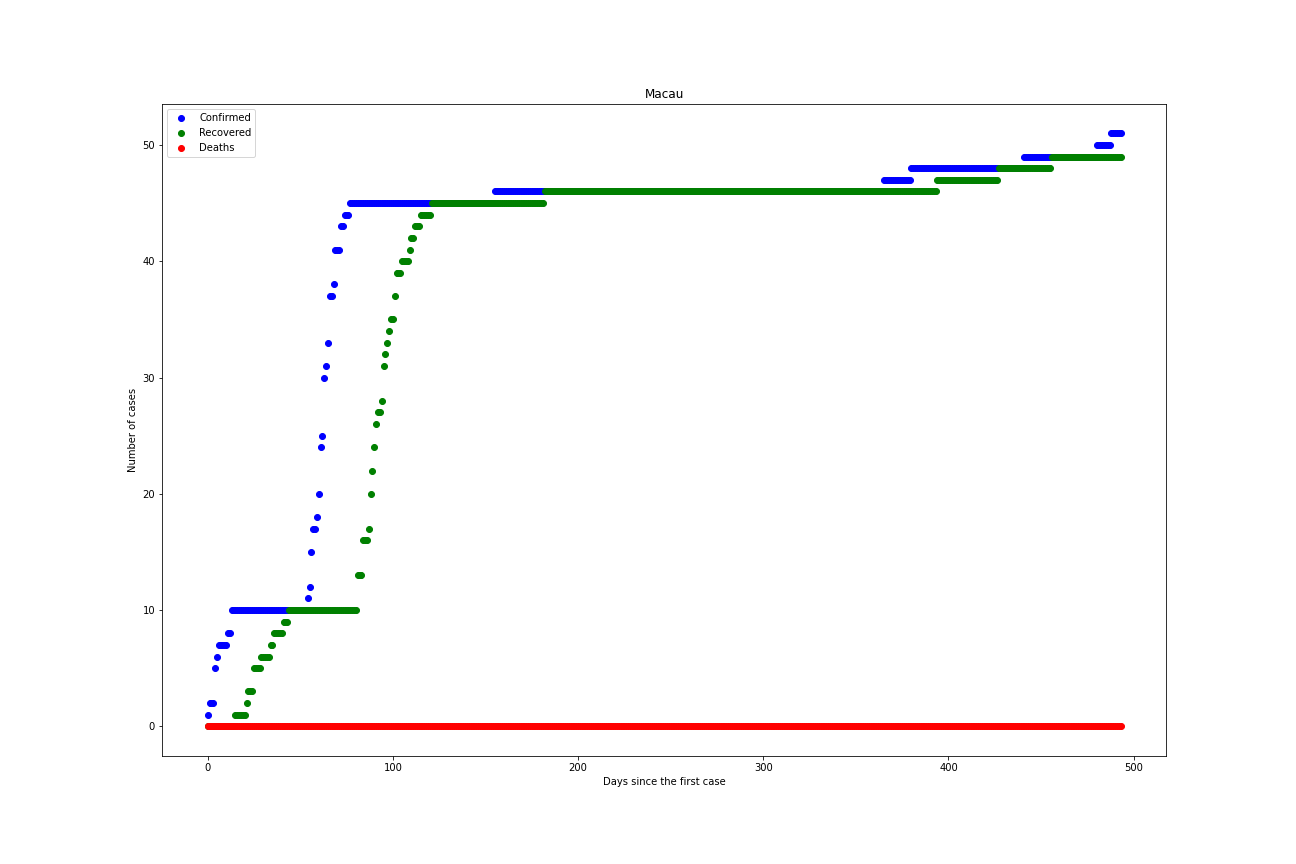 Macau
Confirmed
Recovered
Deaths
50
40
30
20
10
0
Number of cases
0 100 200 300 400 500
Days since the first case